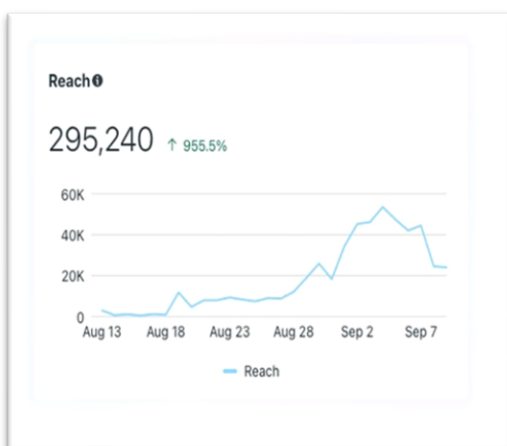 Reach
295,240 ↑ 955.5%
60K
40K
20K
0
Aug 13 Aug 18 Aug 23 Aug 28 Sep 2 Sep 7
Reach